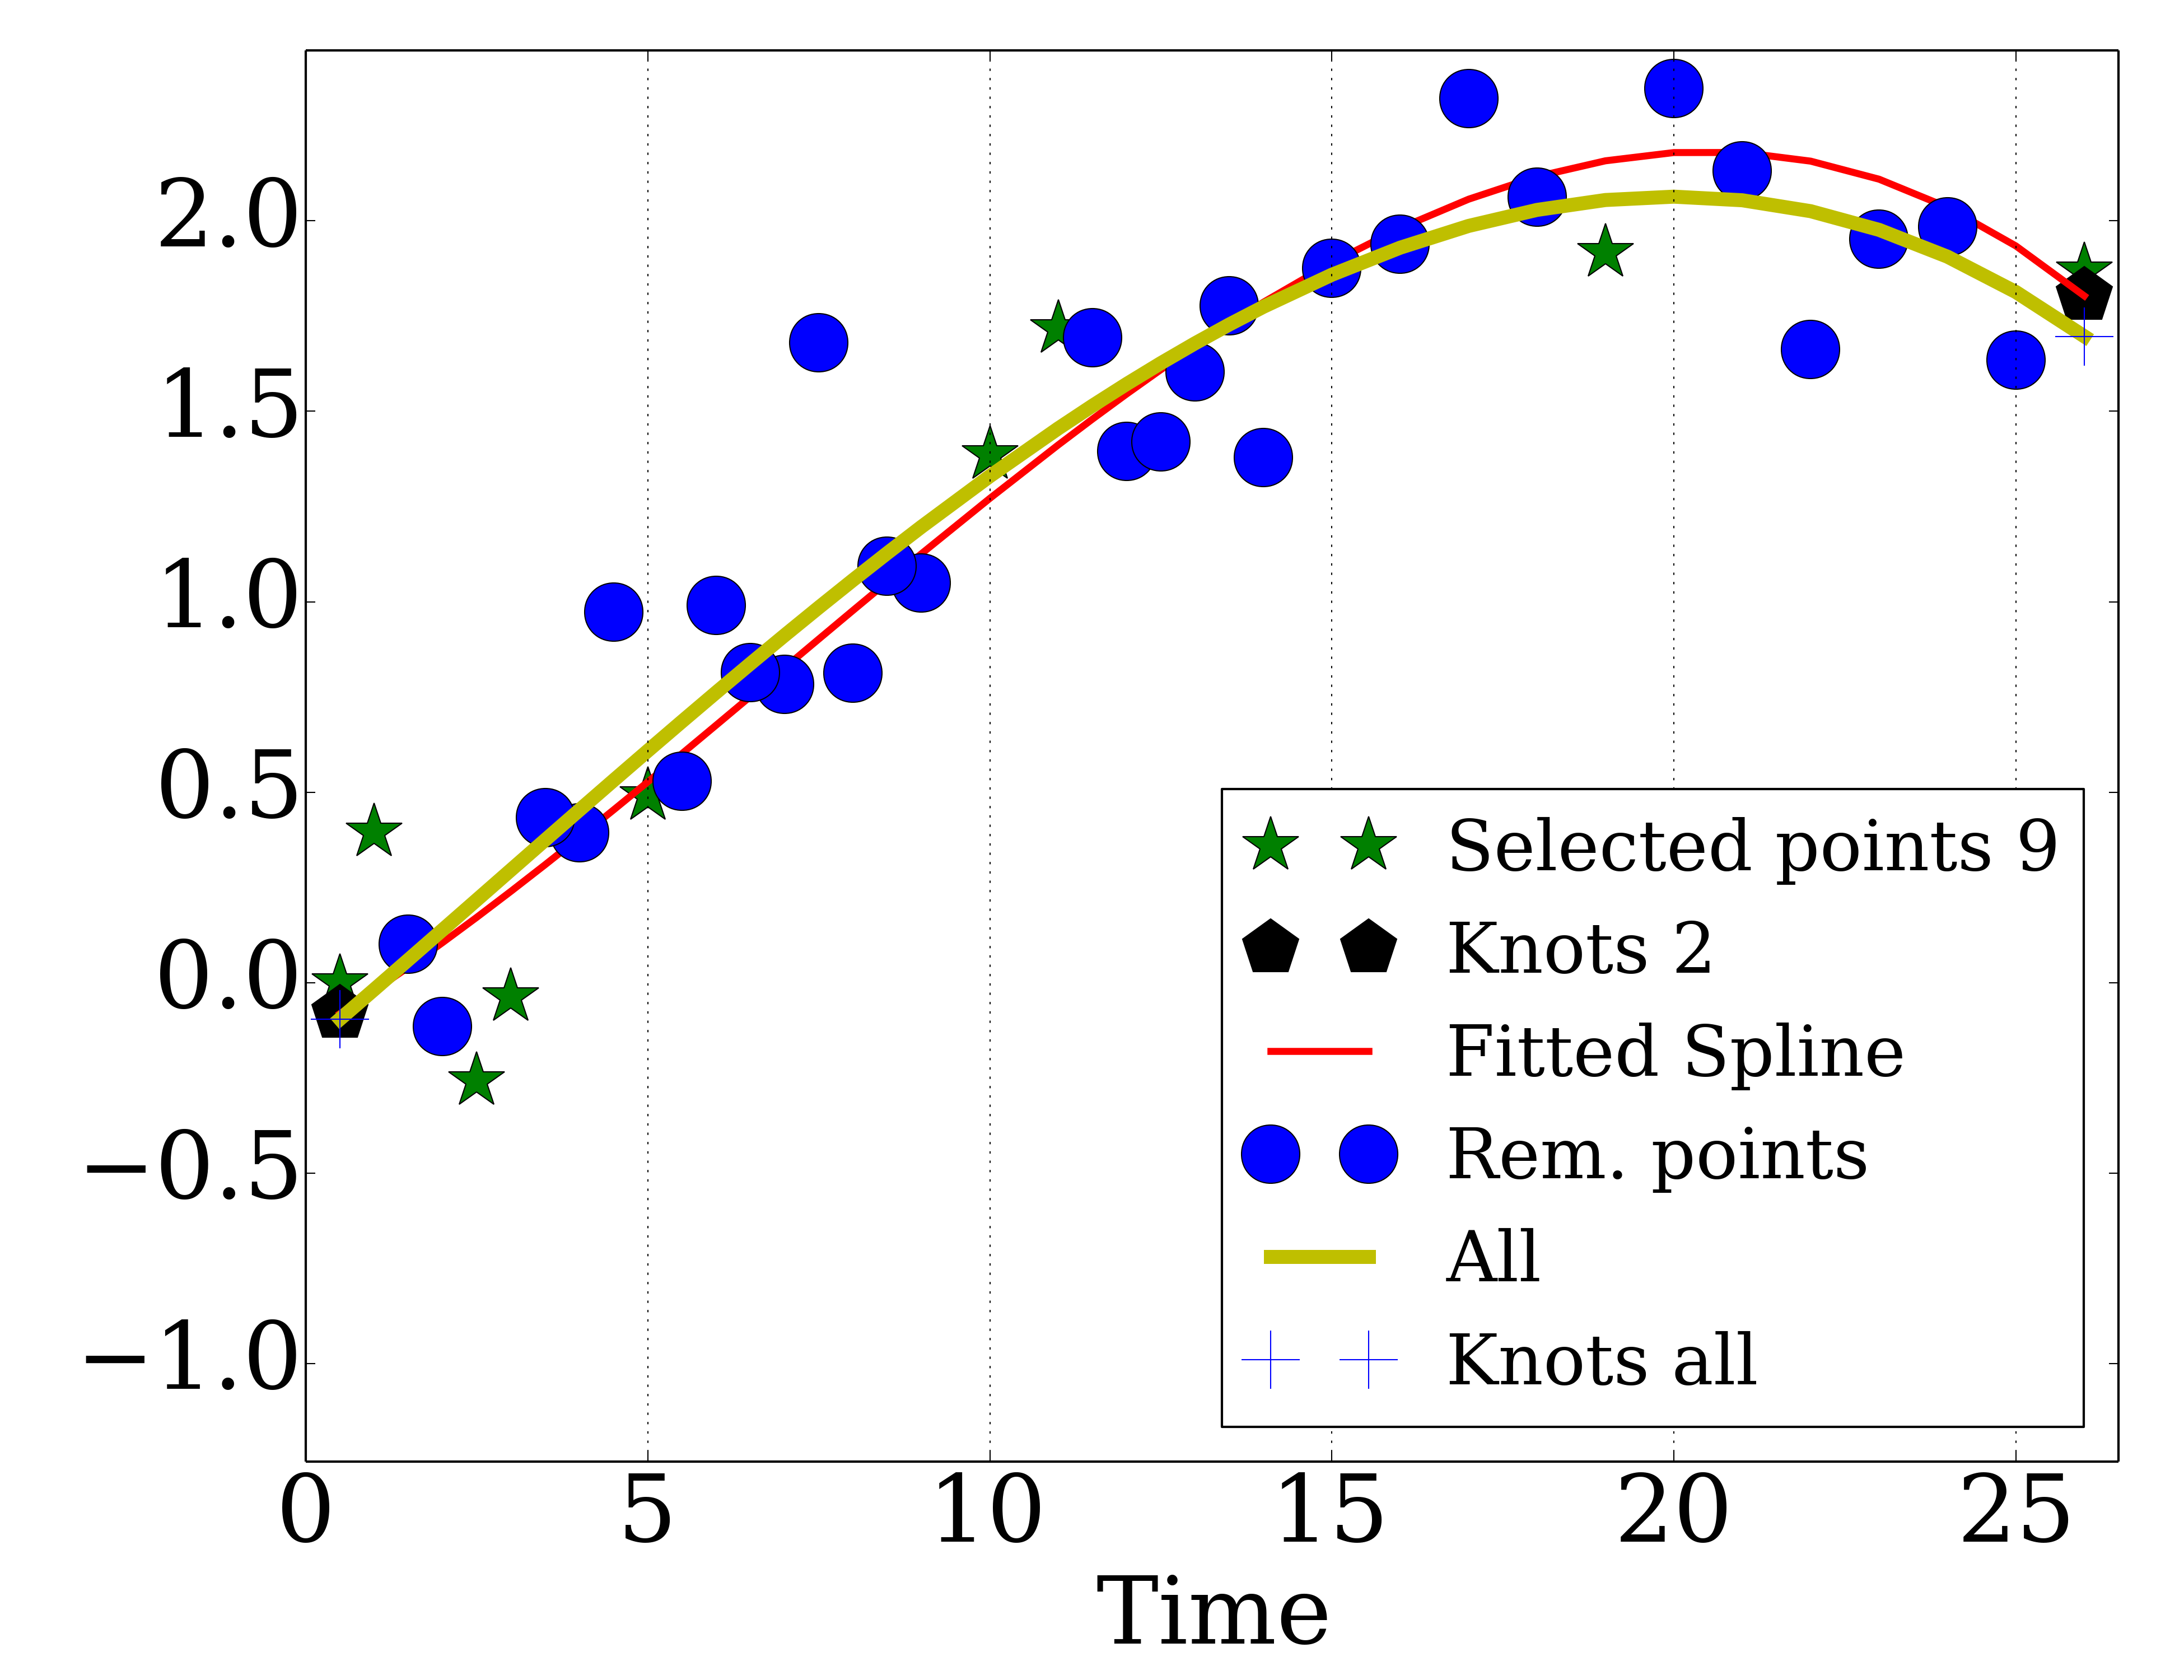 2.0
1.5
1.0
0.5
0.0
−0.5
−1.0
Selected points 9
Knots 2
Fitted Spline
Rem. points
All
Knots all
0 5 10 15 20 25
Time